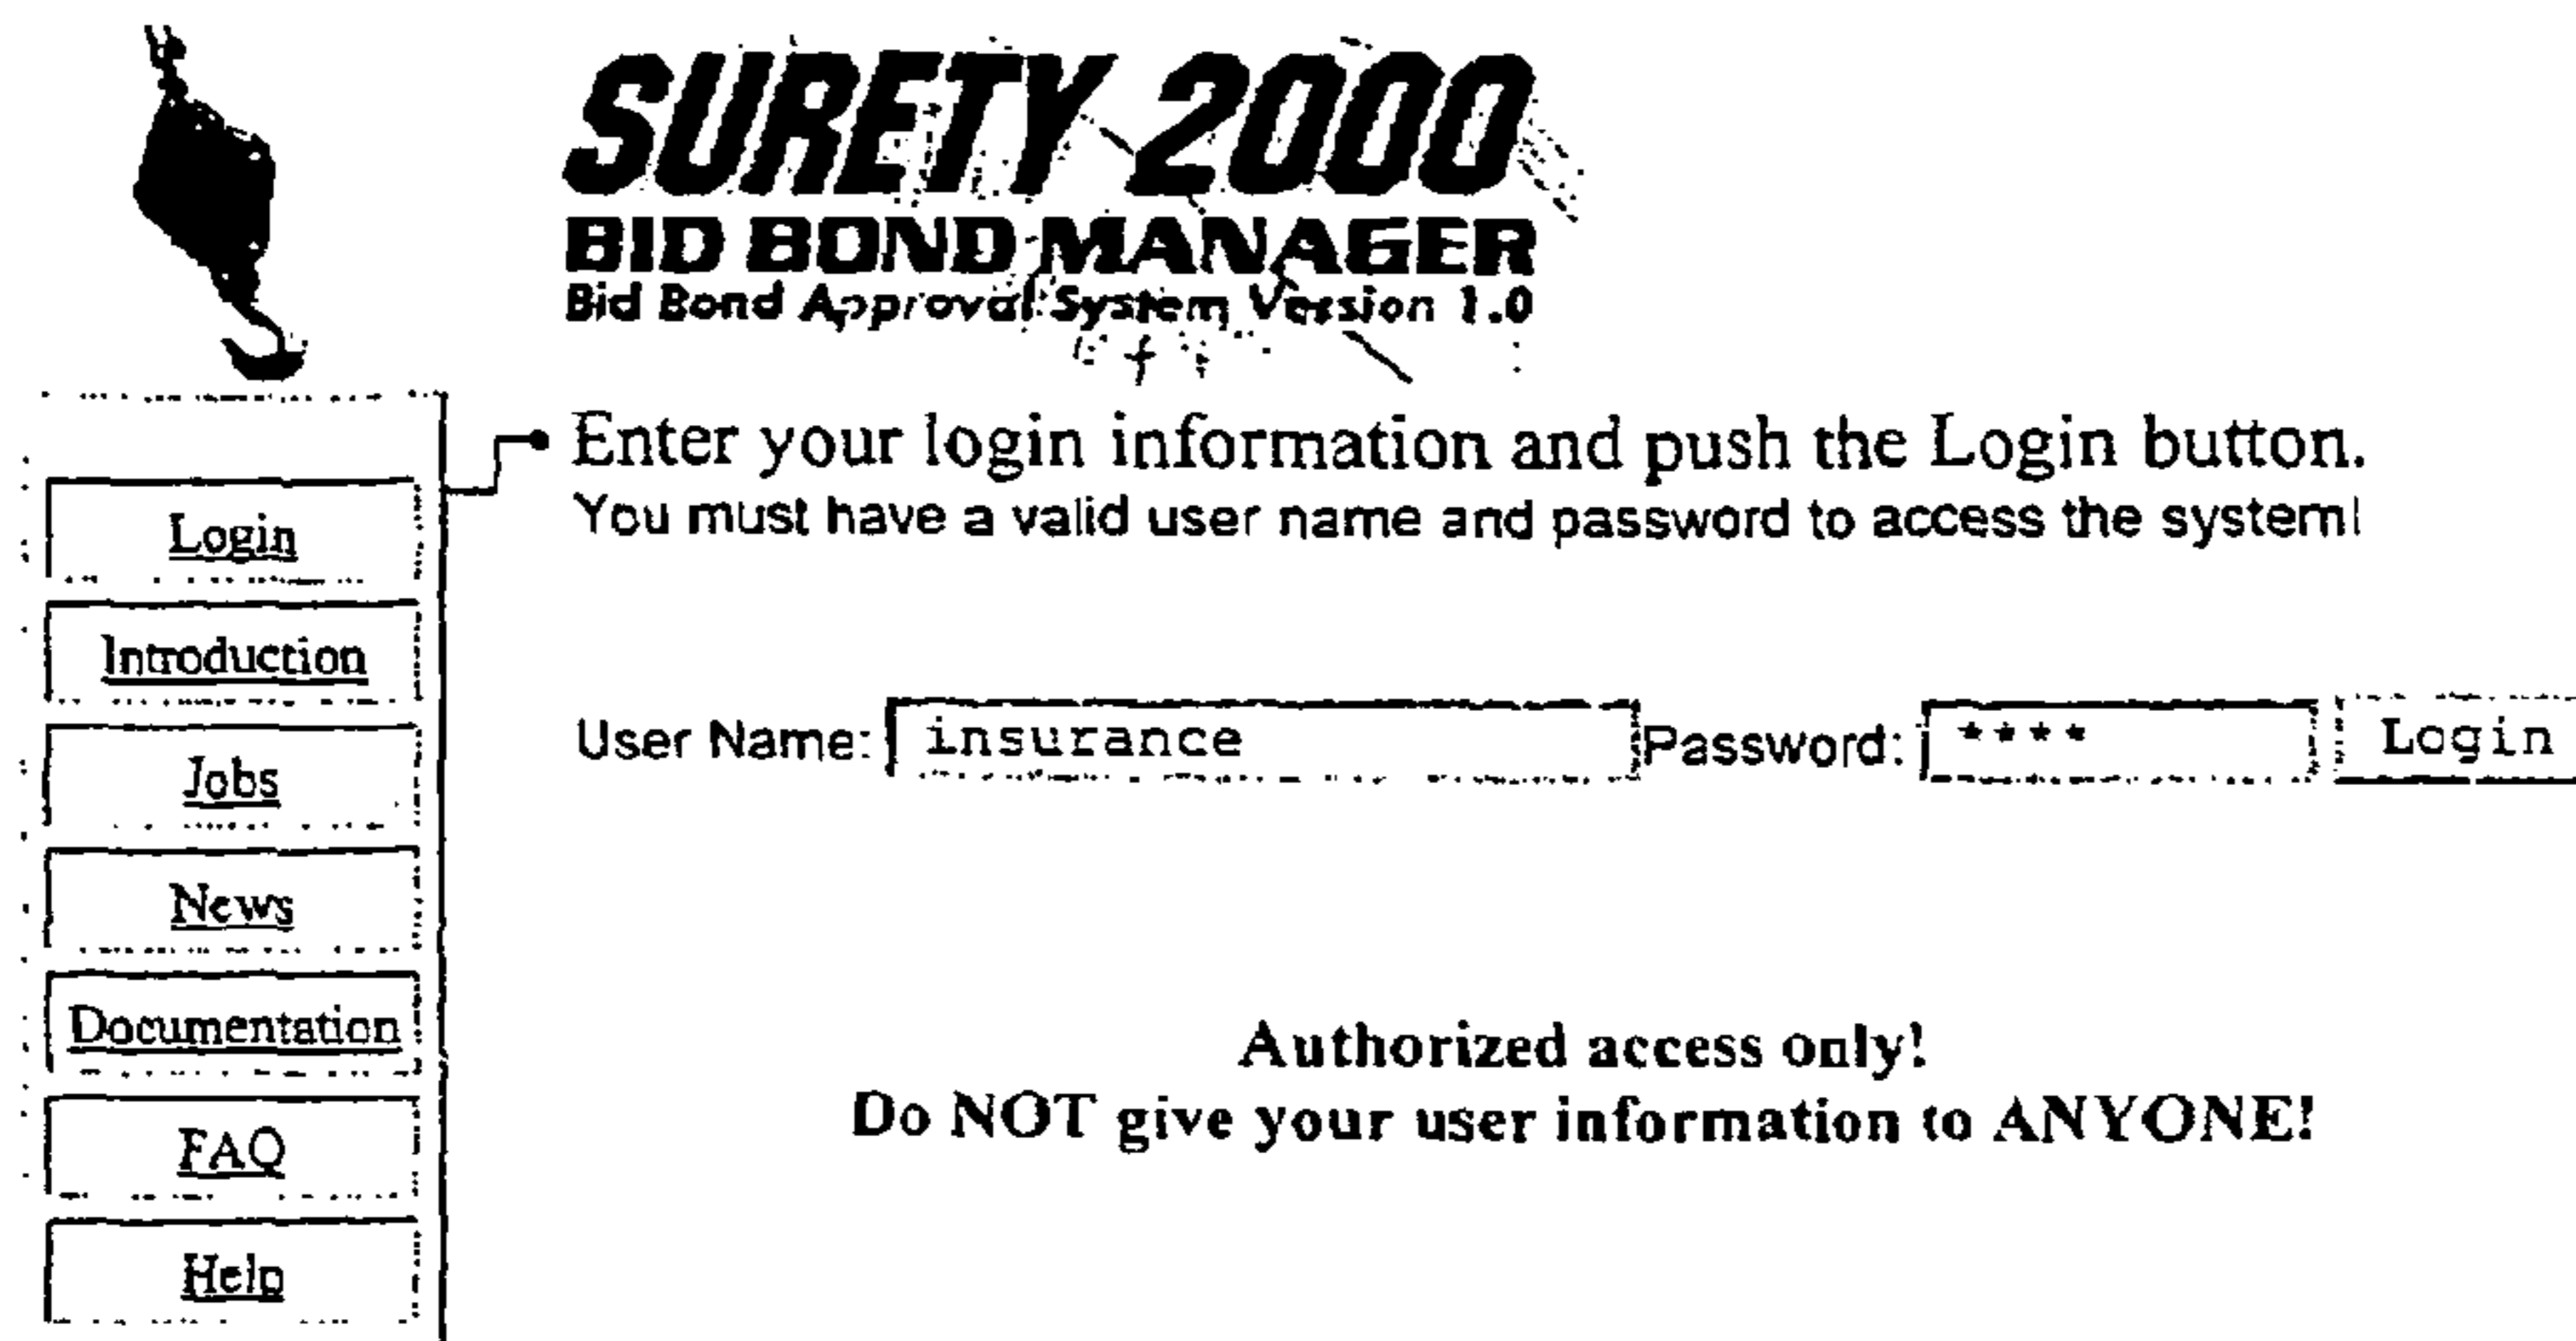 SURETY 2000
BID BOND MANAGER
Bid Bond Approval System Version 1.0
Enter your login information and push the Login button.
You must have a valid user name and password to access the system!
Login
Introduction
Jobs
News
Documentation
FAQ
Help
User Name: insurance Password: **** Login
Authorized access only!
Do NOT give your user information to ANYONE!